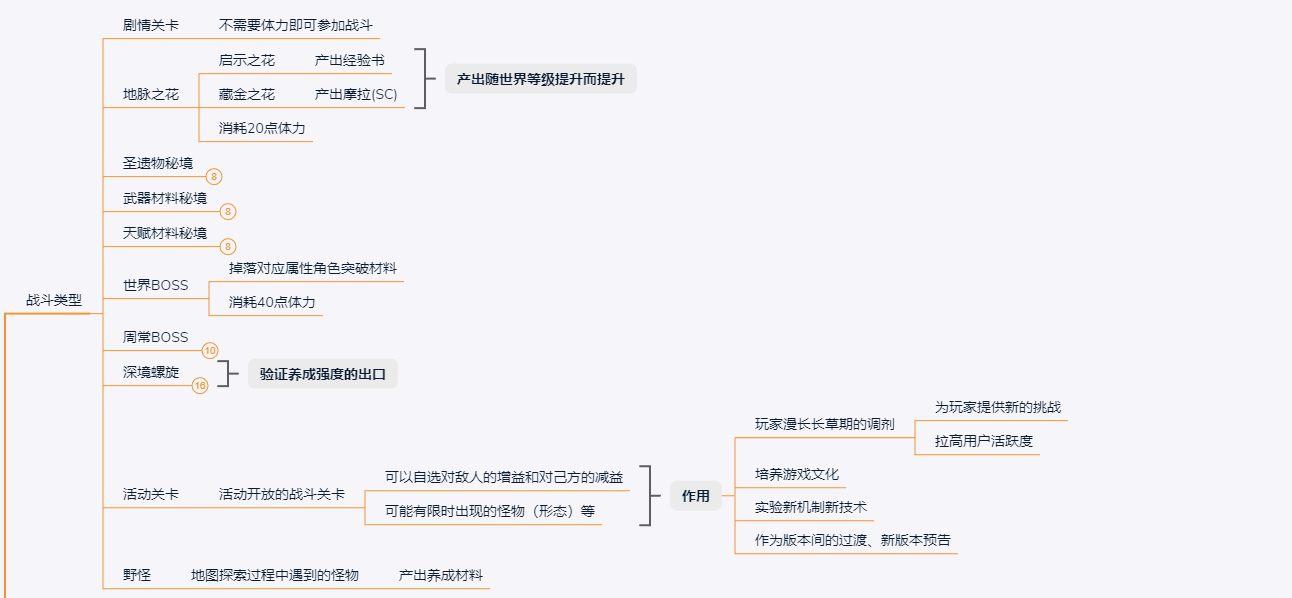 剧情关卡 不需要体力即可参加战斗
启示之花 产出经验书
产出随世界等级提升而提升
地脉之花 藏金之花 产出摩拉(SC)
消耗20点体力
圣遗物秘境 8
武器材料秘境 8
天赋材料秘境 8
掉落对应属性角色突破材料
世界BOSS
消耗40点体力
战斗类型
周常BOSS 10
深境螺旋 16 验证养成强度的出口
为玩家提供新的挑战
玩家漫长长草期的调剂
拉高用户活跃度
可以自选对敌人的增益和对己方的减益
培养游戏文化
活动关卡 活动开放的战斗关卡
作用
可能有限时出现的怪物（形态）等
实验新机制新技术
作为版本间的过渡、新版本预告
野怪 地图探索过程中遇到的怪物 产出养成材料